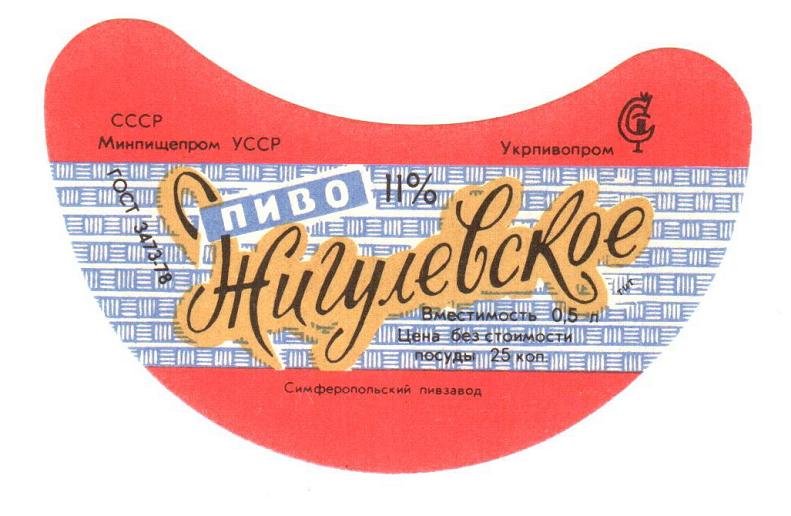 СССР
Минпищепром УССР
Укрпивопром
ГОСТ 3473-78
ПИВО
11%
Жигулевское
Вместимость 0,5 л
Цена без стоимости
посуды 25 коп.
Симферопольский пивзавод